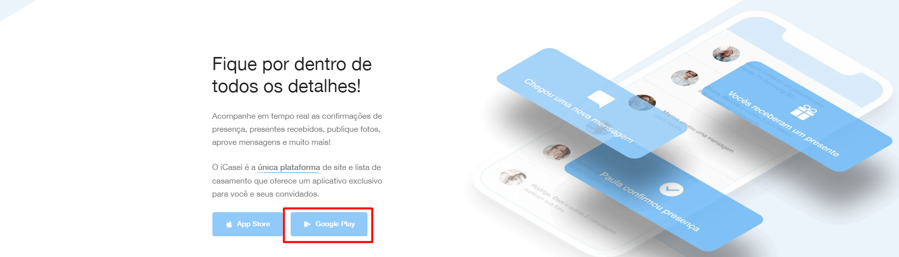 Fique por dentro de
todos os detalhes!
Acompanhe em tempo real as confirmações de
presença, presentes recebidos, publique fotos,
aprove mensagens e muito mais!
O iCasei é a única plataforma de site e lista de
casamento que oferece um aplicativo exclusivo
para você e seus convidados.
App Store
Google Play
Chegou uma nova mensagem
Vocês receberam um presente
Paula confirmou presença